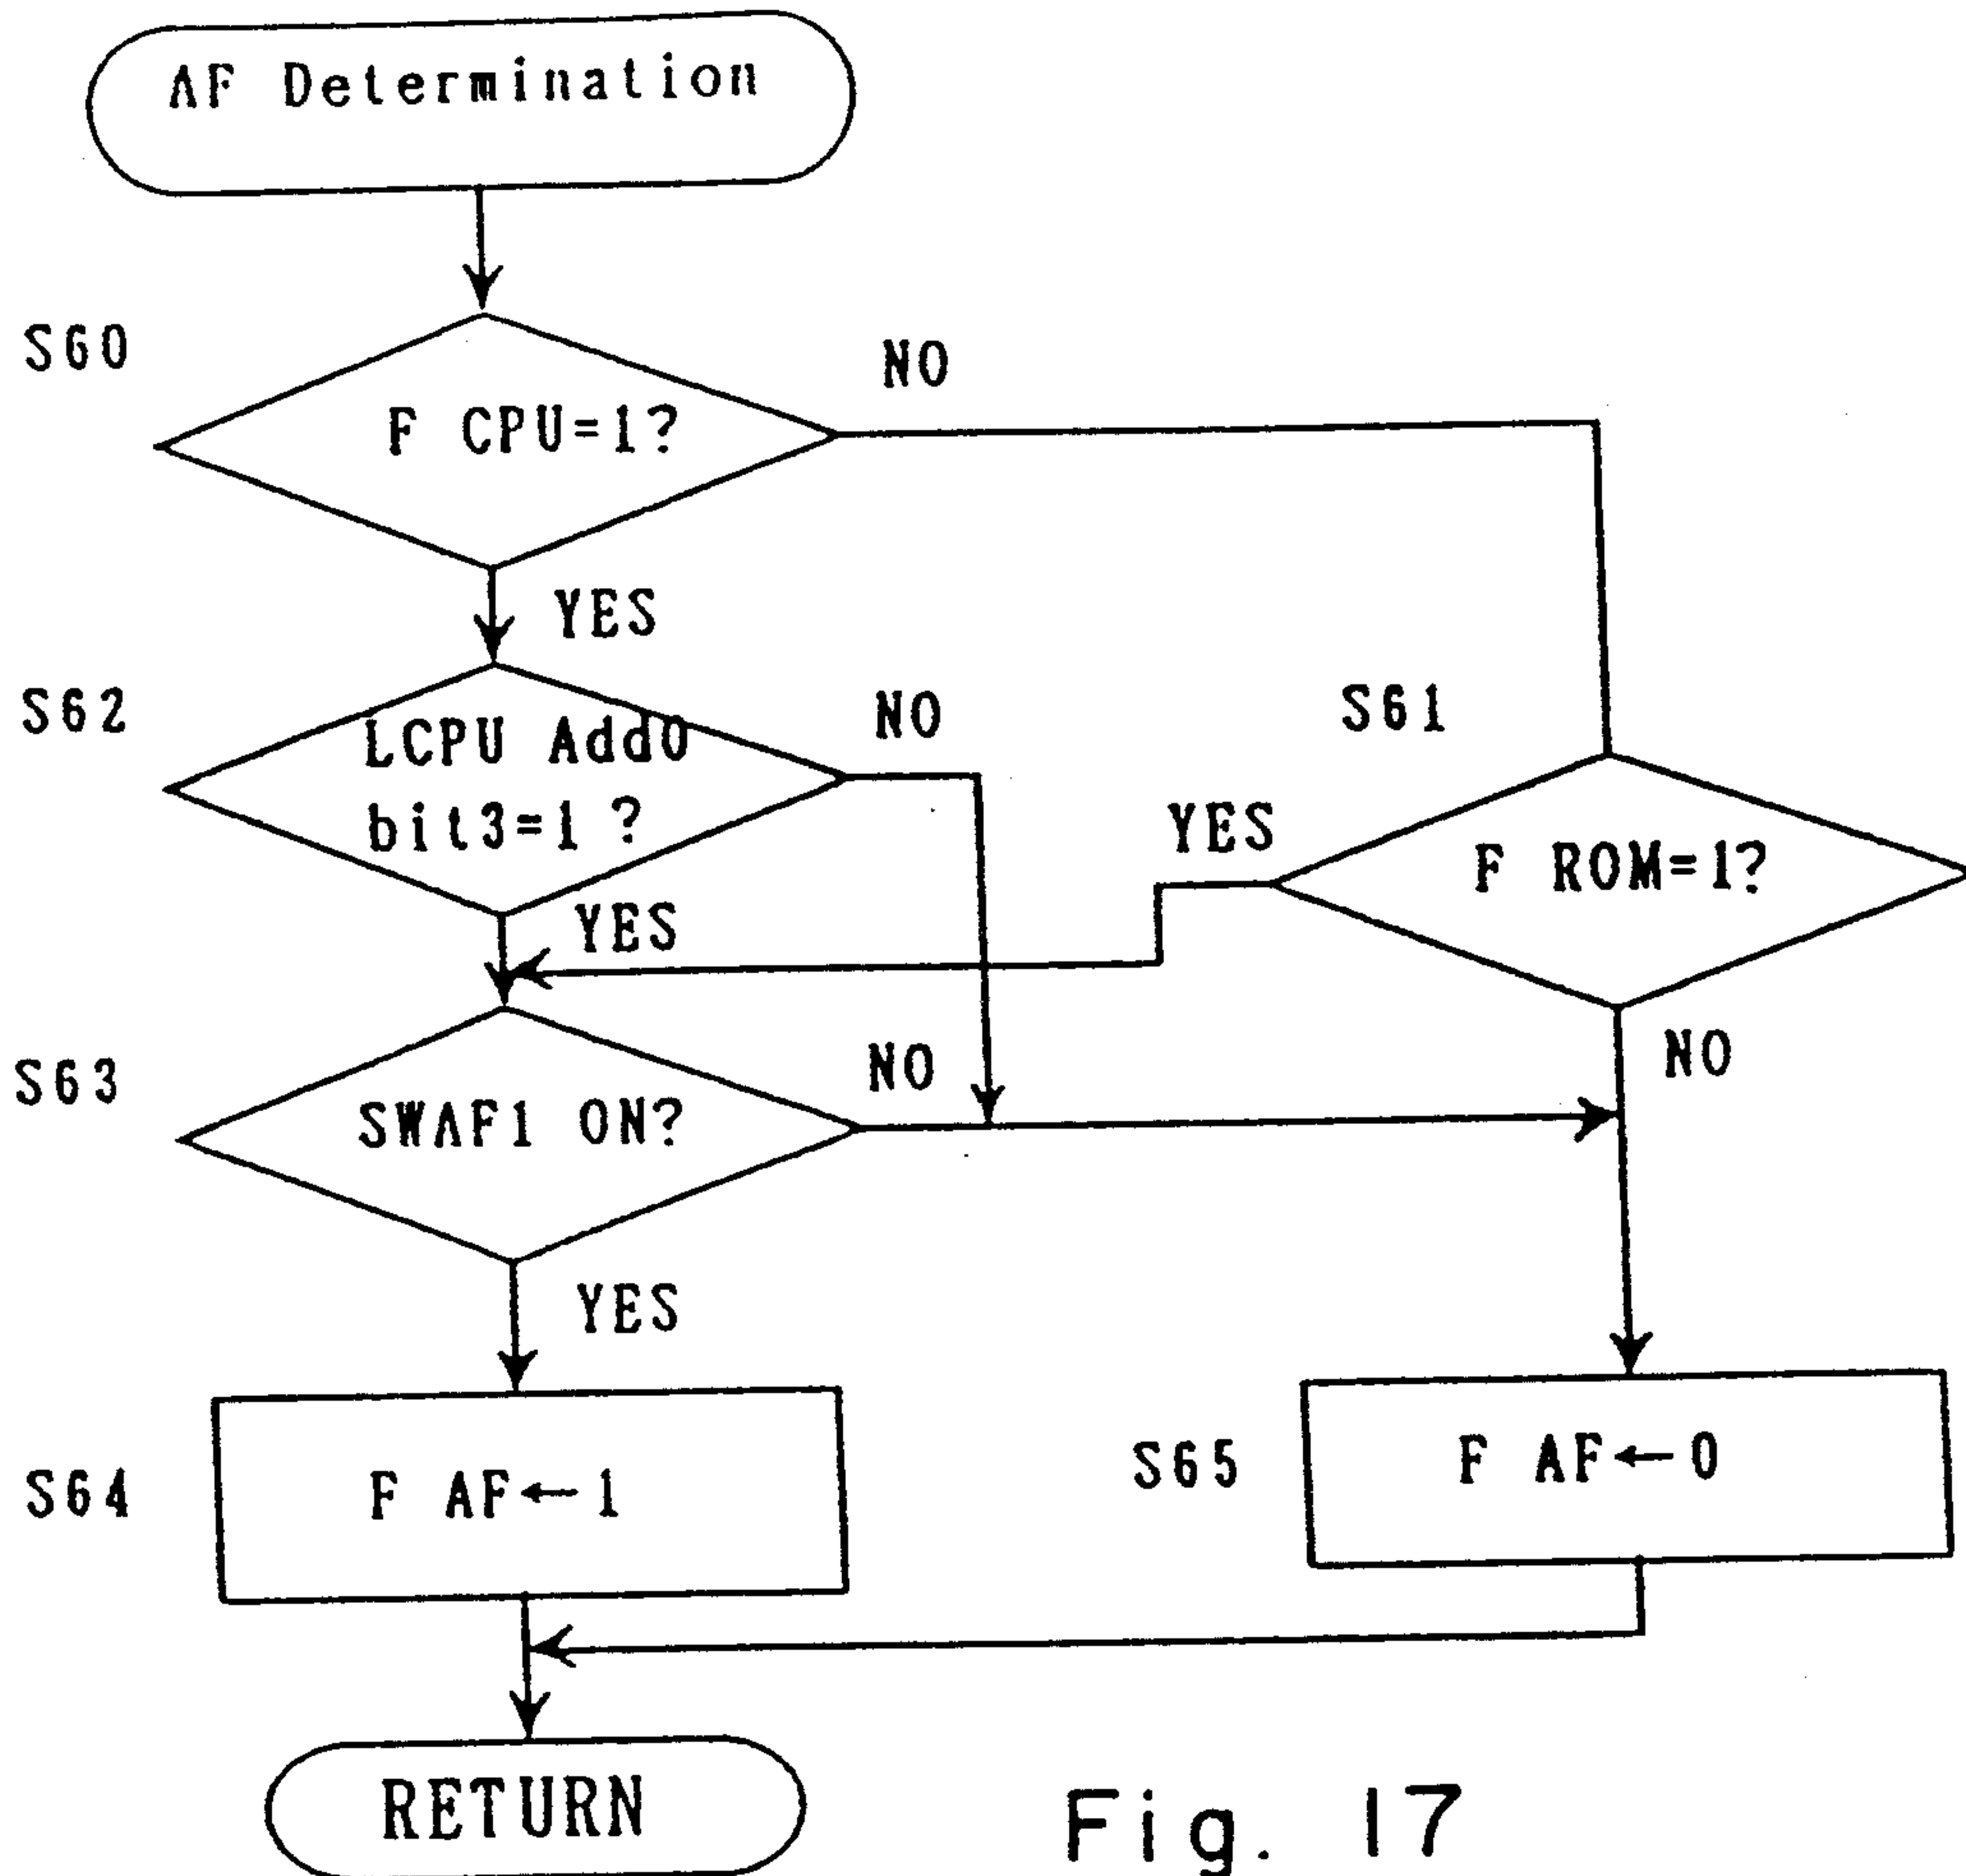 AF Determination
S60
F CPU=1?
NO
YES
S62
LCPU Add0
bit3=1 ?
NO
YES
S61
F ROM=1?
YES
NO
S63
SWAF1 ON?
NO
YES
S64
F AF←1
S65
F AF←0
RETURN
Fig. 17